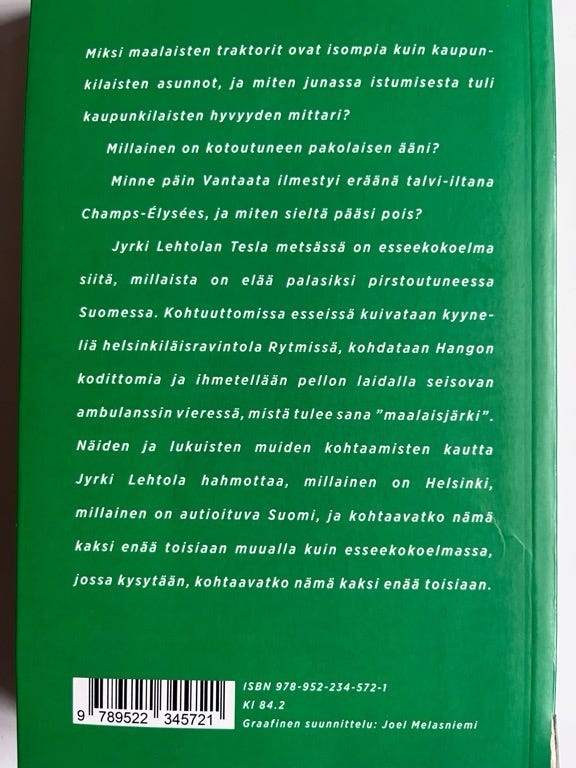 Miksi maalaisten traktorit ovat isompia kuin kaupun-
kilaisten asunnot, ja miten junassa istumisesta tuli
kaupunkilaisten hyvyyden mittari?
Millainen on kotoutuneen pakolaisen ääni?
Minne päin Vantaata ilmestyi eräänä talvi-iltana
Champs-Élysées, ja miten sieltä pääsi pois?
Jyrki Lehtolan Tesla metsässä on esseekokoelma
siitä, millaista on elää palasiksi pirstoutuneessa
Suomessa. Kohtuuttomissa esseissä kuivataan kyyne-
liä helsinkiläisravintola Rytmissä, kohdataan Hangon
kodittomia ja ihmetellään pellon laidalla seisovan
ambulanssin vieressä, mistä tulee sana ”maalaisjärki”.
Näiden ja lukuisten muiden kohtaamisten kautta
Jyrki Lehtola hahmottaa, millainen on Helsinki,
millainen on autioituva Suomi, ja kohtaavatko nämä
kaksi enää toisiaan muualla kuin esseekokoelmassa,
jossa kysytään, kohtaavatko nämä kaksi enää toisiaan.
ISBN 978-952-234-572-1
Kl 84.2
Graafinen suunnittelu: Joel Melasniemi
9 789522 345721